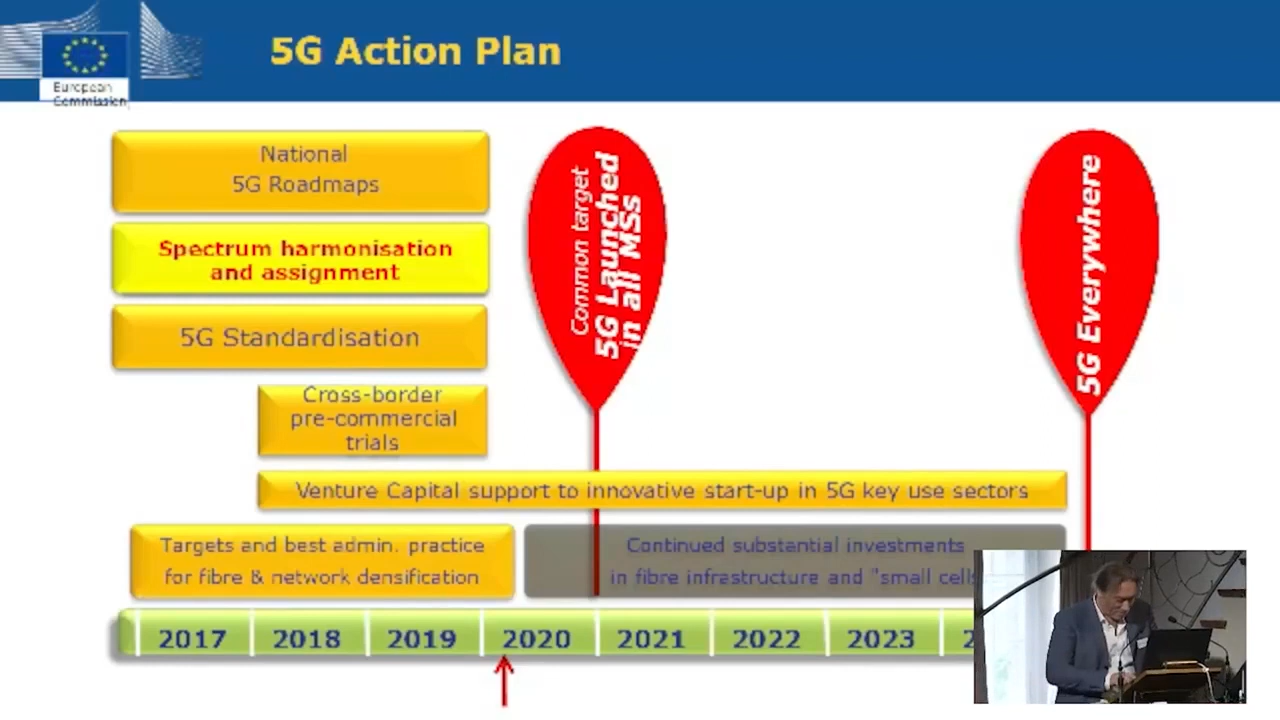 European
Commission
5G Action Plan
National
5G Roadmaps
Spectrum harmonisation
and assignment
5G Standardisation
Cross-border
pre-commercial
trials
Common target
5G Launched
in all MSs
5G Everywhere
Venture Capital support to innovative start-up in 5G key use sectors
Targets and best admin. practice
for fibre & network densification
Continued substantial investments
in fibre infrastructure and "small cells
2017 2018 2019 2020 2021 2022 2023